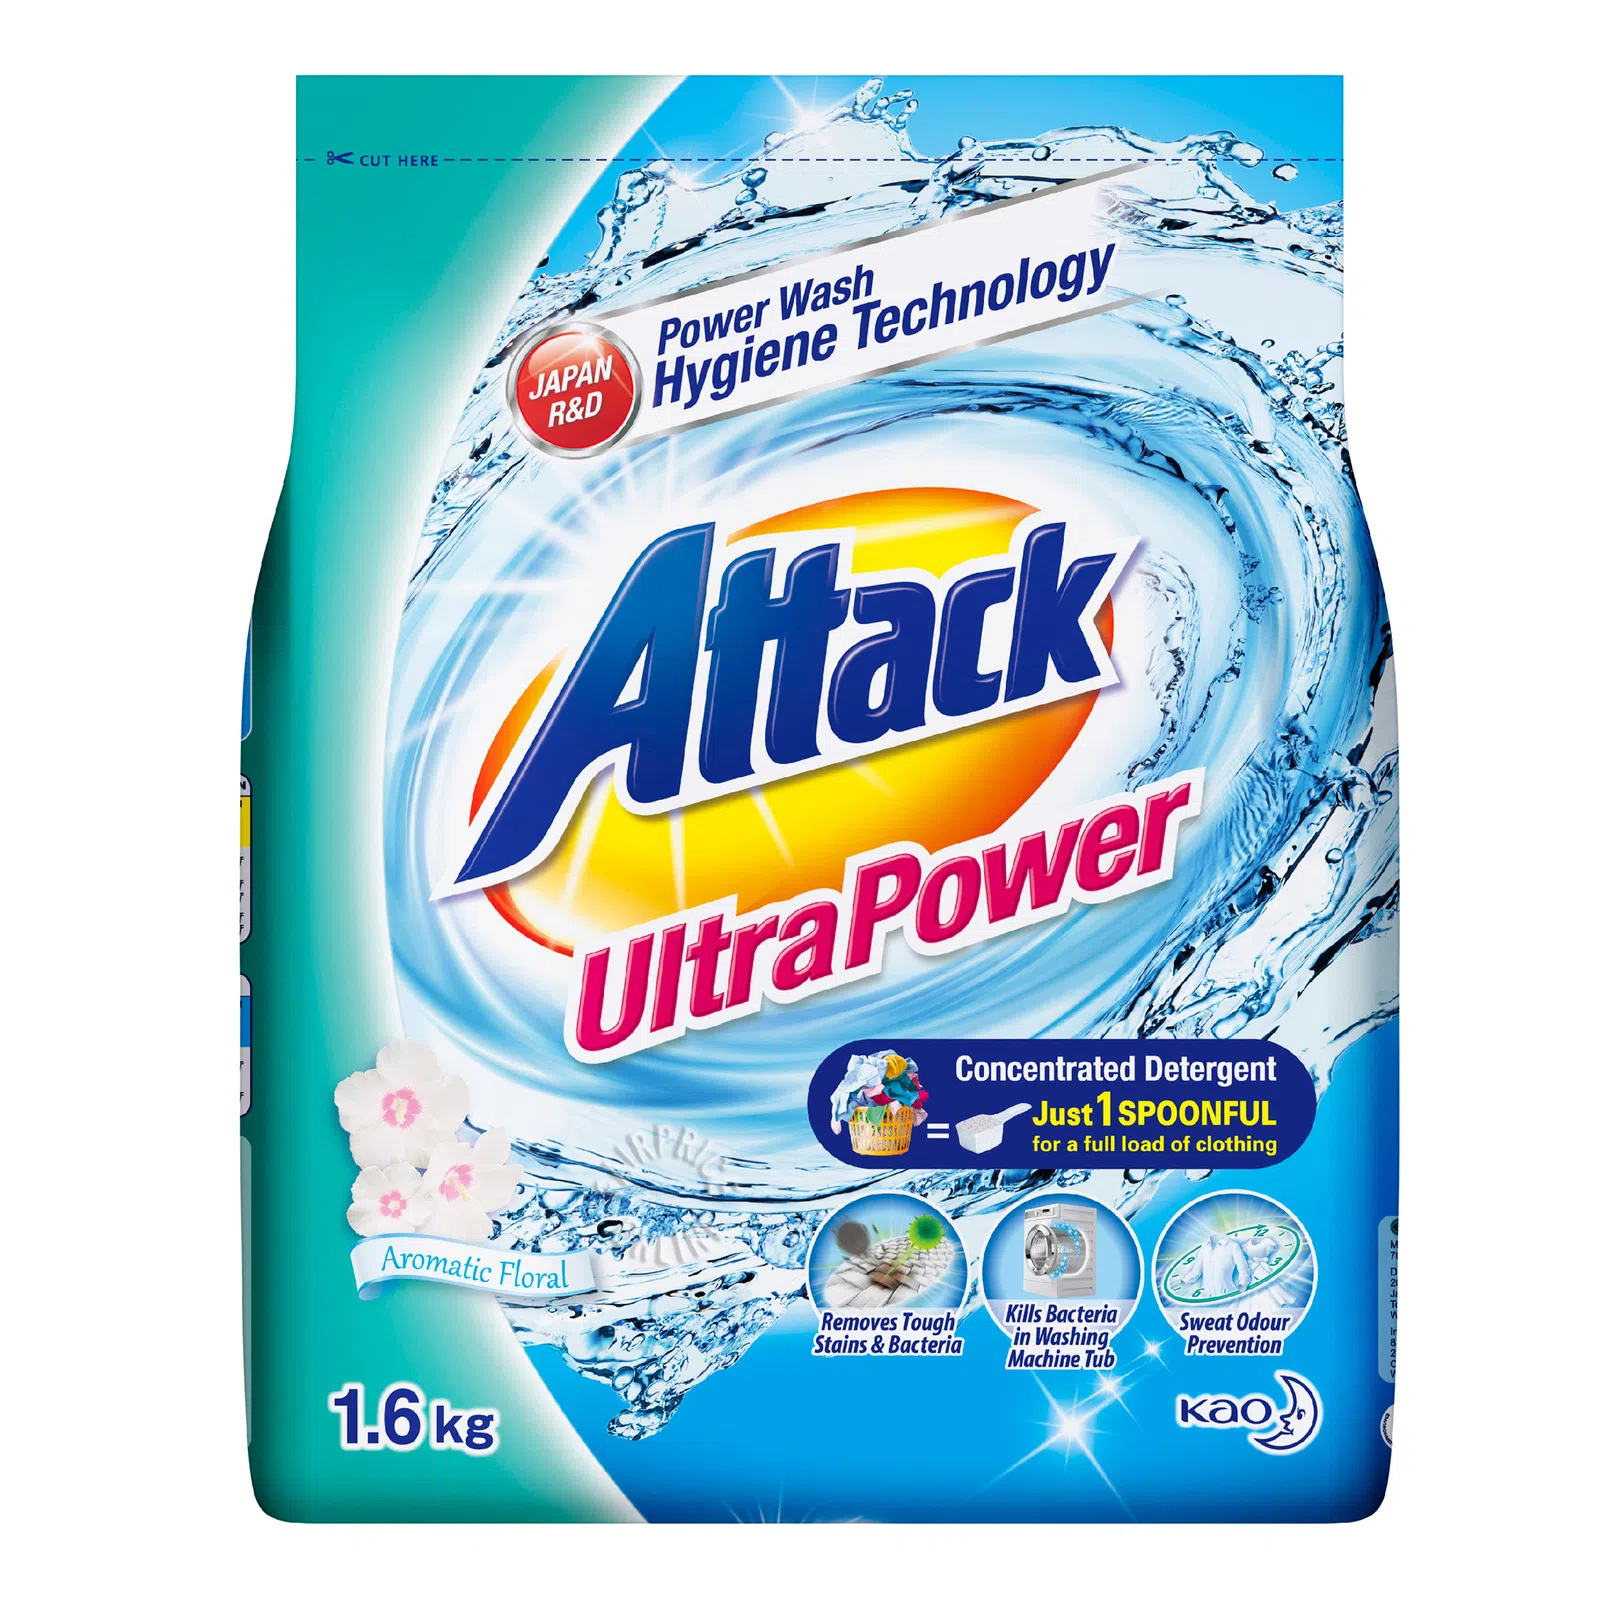 CUT HERE
Power Wash
Hygiene Technology
JAPAN
R&D
Attack
UltraPower
Concentrated Detergent
= Just 1 SPOONFUL
for a full load of clothing
FAIRPRICE
ONLINE
Aromatic Floral
Removes Tough
Stains & Bacteria
Kills Bacteria
in Washing
Machine Tub
Sweat Odour
Prevention
1.6 kg
Kao